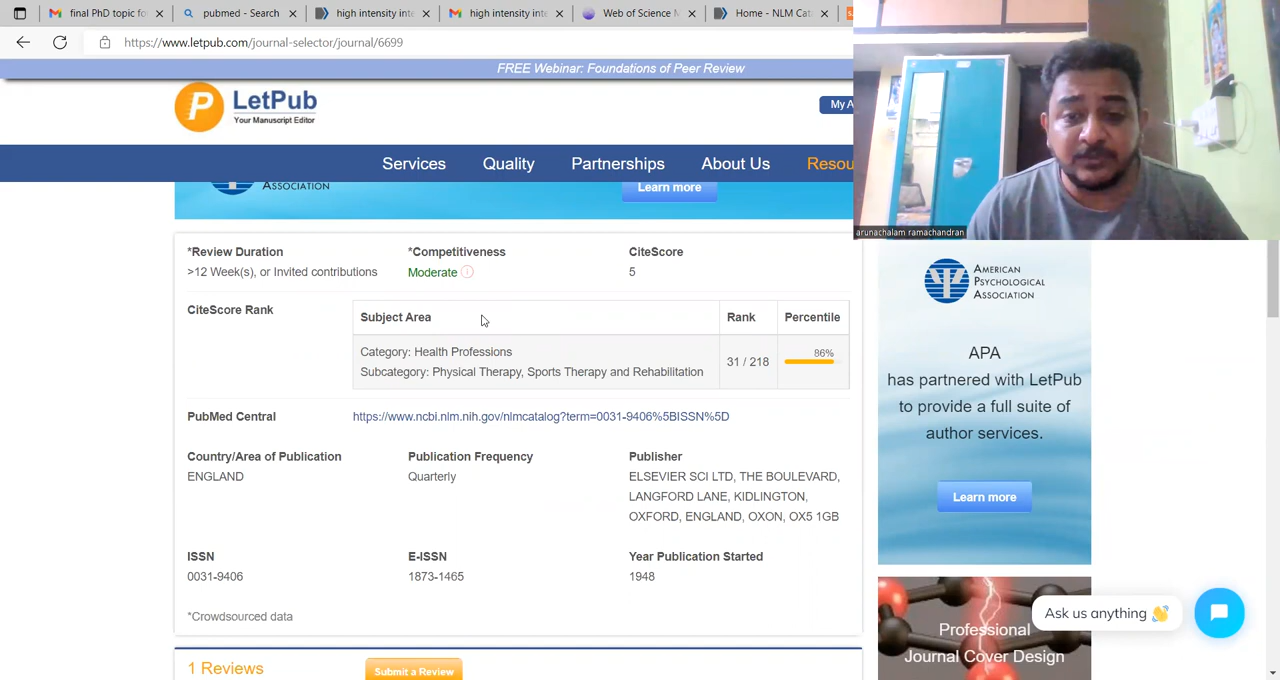 final PhD topic fo
pubmed - Search
high intensity inte
high intensity inte
Web of Science M
Home - NLM Cat
https://www.letpub.com/journal-selector/journal/6699
FREE Webinar: Foundations of Peer Review
LetPub
Your Manuscript Editor
My A
Services Quality Partnerships About Us Resou
ASSOCIATION
Learn more
arunachalam ramachandran
*Review Duration *Competitiveness CiteScore
>12 Week(s), or Invited contributions Moderate 5
CiteScore Rank
Subject Area Rank Percentile
Category: Health Professions
Subcategory: Physical Therapy, Sports Therapy and Rehabilitation
31 / 218
86%
PubMed Central https://www.ncbi.nlm.nih.gov/nlmcatalog?term=0031-9406%5BISSN%5D
Country/Area of Publication Publication Frequency Publisher
ENGLAND Quarterly ELSEVIER SCI LTD, THE BOULEVARD,
LANGFORD LANE, KIDLINGTON,
OXFORD, ENGLAND, OXON, OX5 1GB
ISSN E-ISSN Year Publication Started
0031-9406 1873-1465 1948
*Crowdsourced data
1 Reviews Submit a Review
AMERICAN
PSYCHOLOGICAL
ASSOCIATION
APA
has partnered with LetPub
to provide a full suite of
author services.
Learn more
Professional
Journal Cover Design
Ask us anything 👋